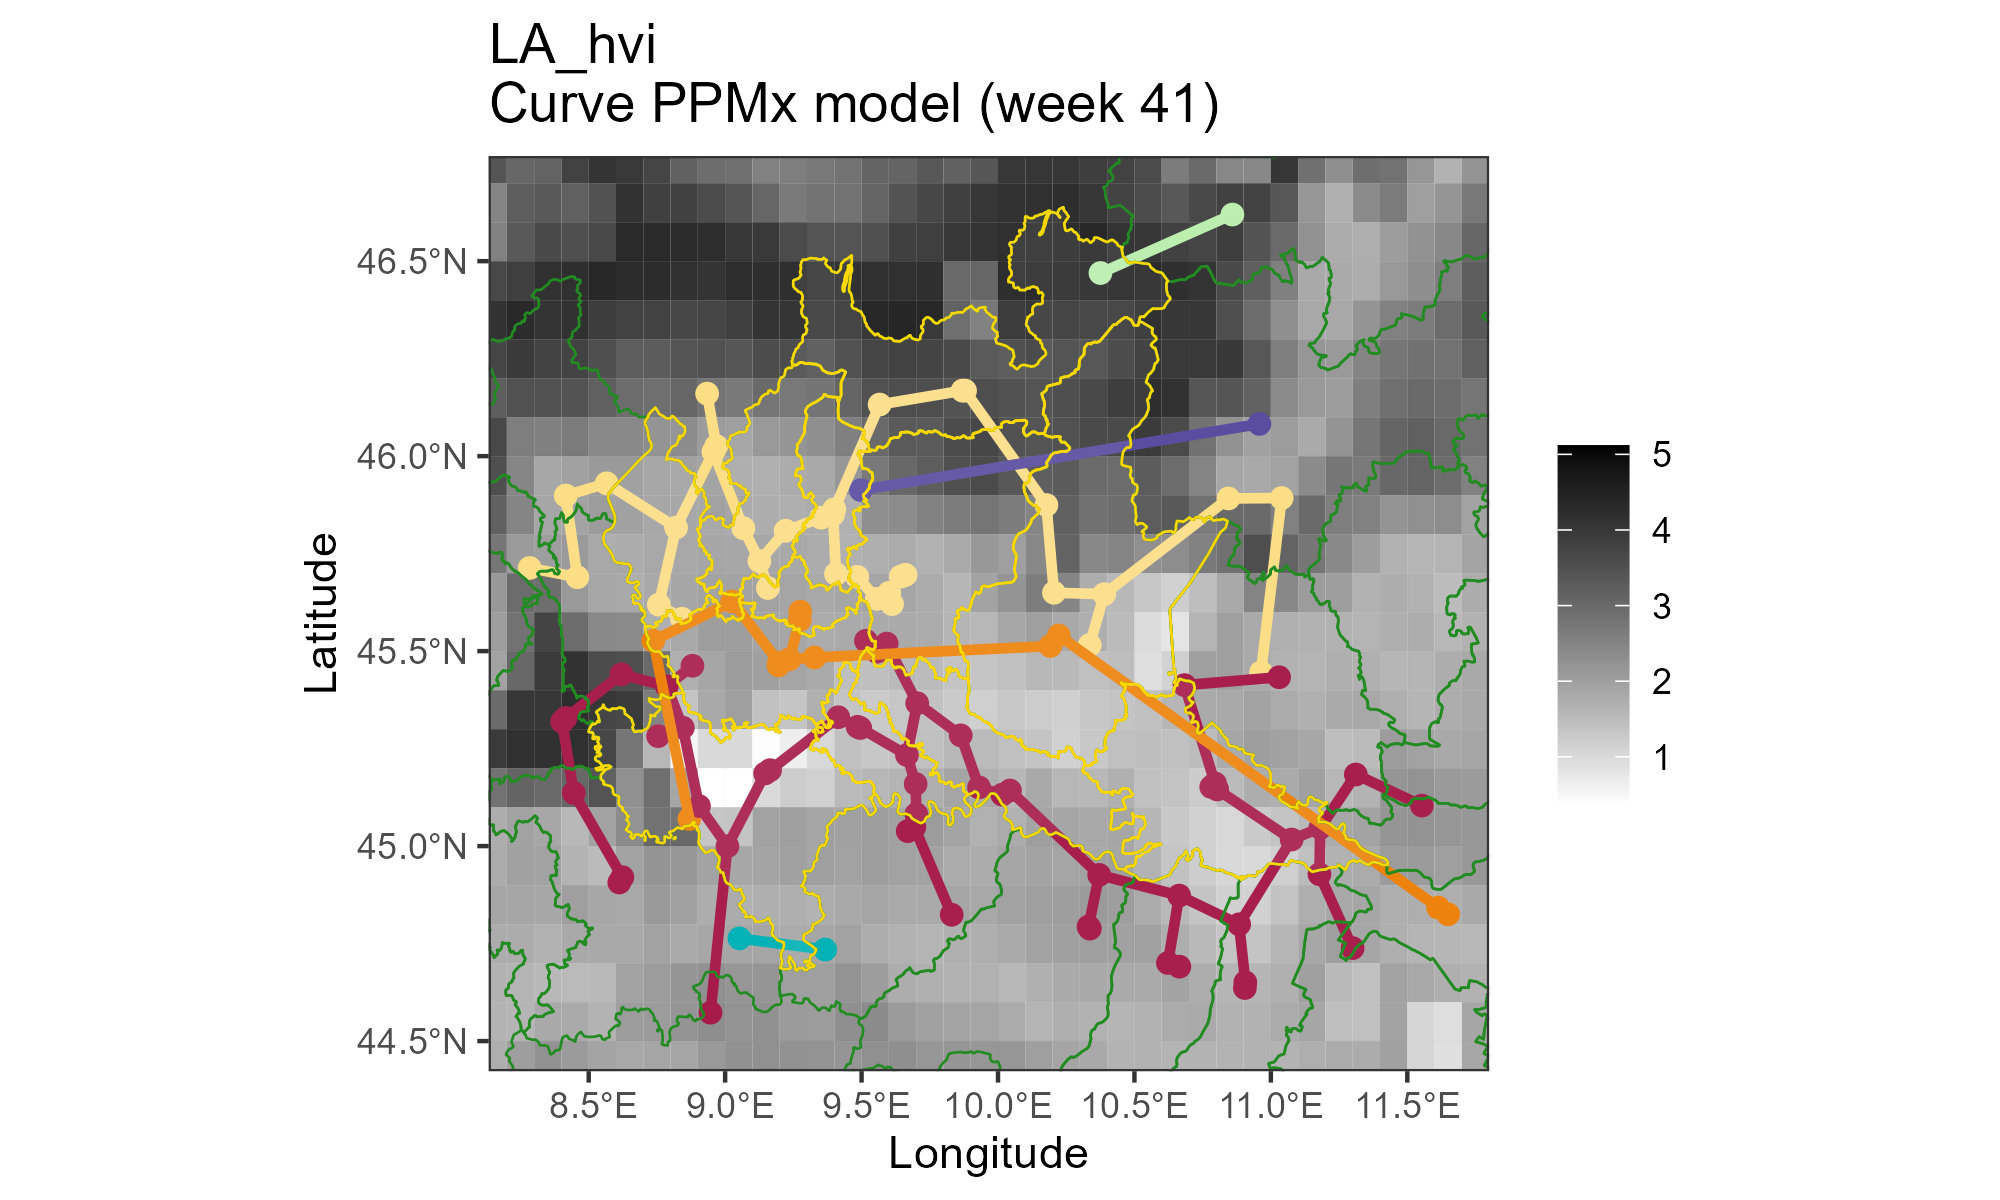 LA_hvi
Curve PPMx model (week 41)
46.5°N
46.0°N
45.5°N
45.0°N
44.5°N
Latitude
8.5°E 9.0°E 9.5°E 10.0°E 10.5°E 11.0°E 11.5°E
Longitude
5
4
3
2
1